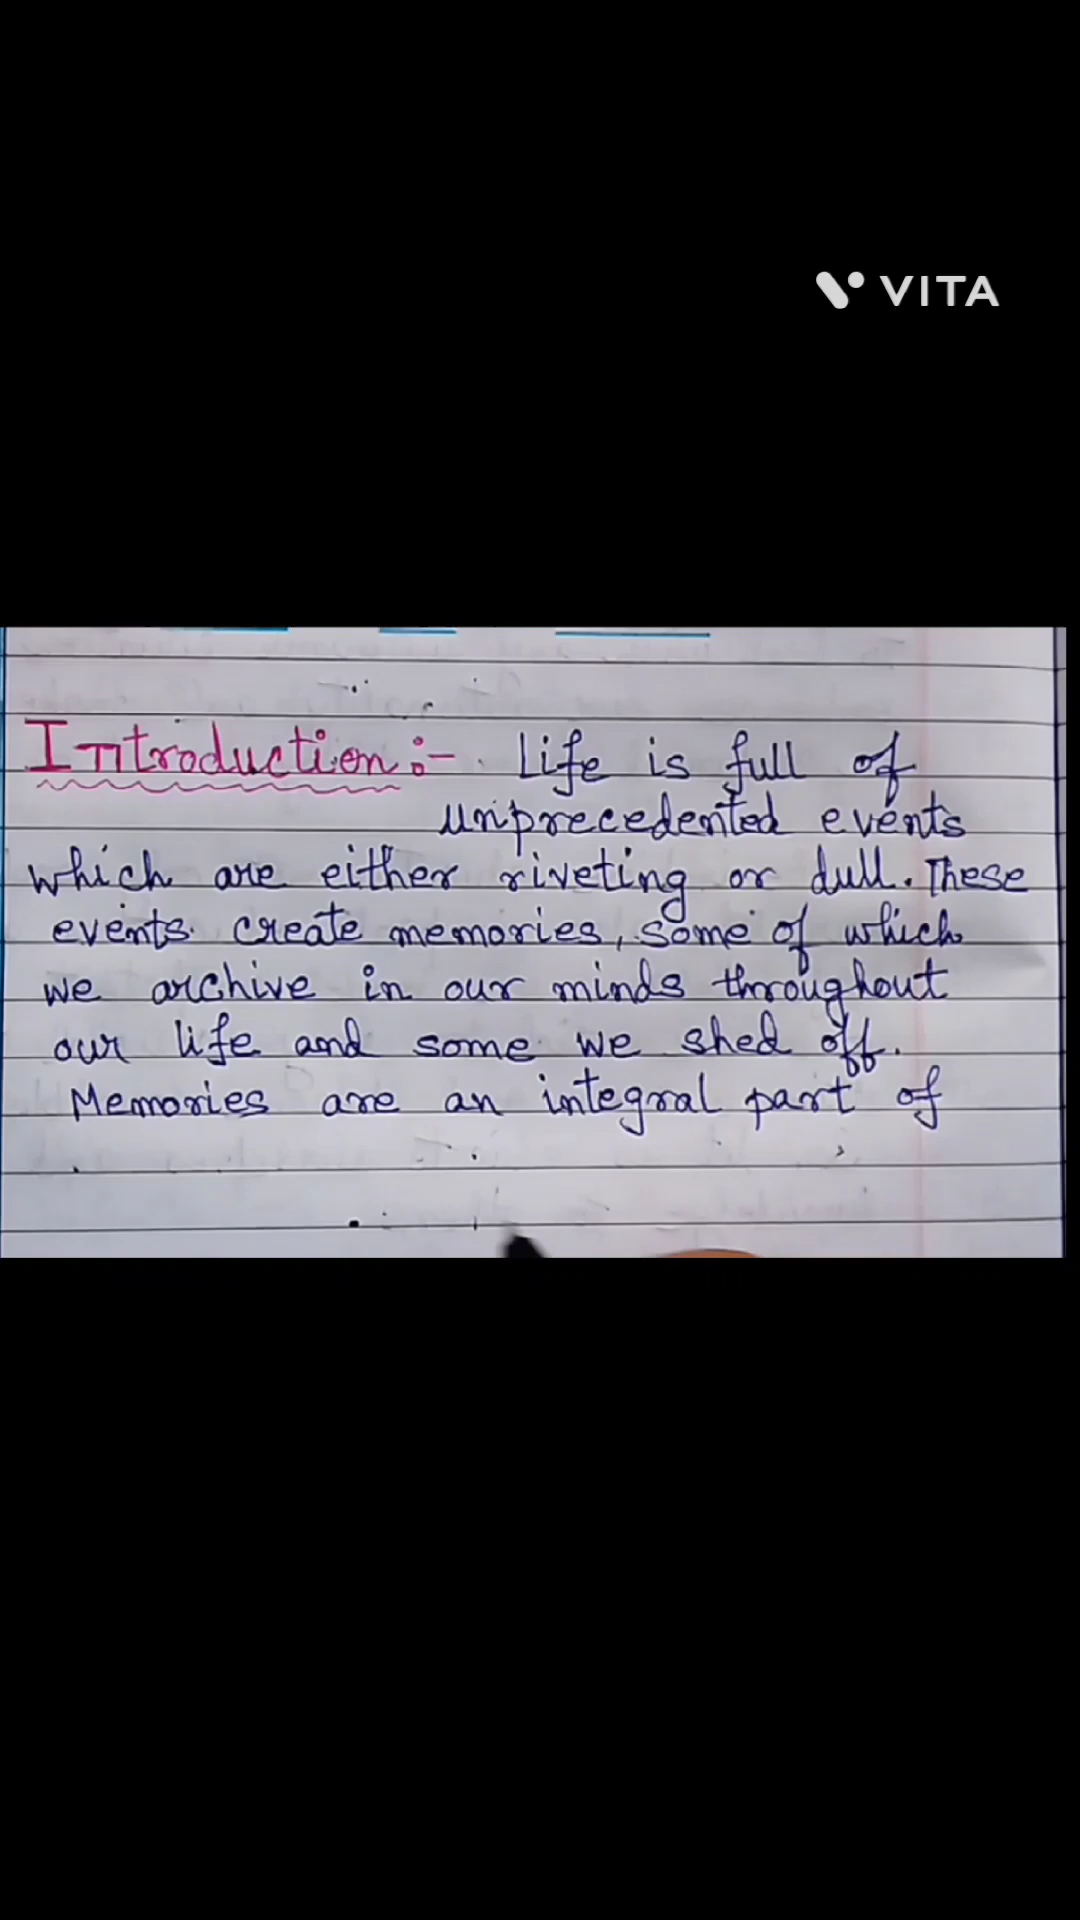 VITA
Introduction :- Life is full of
unprecedented events
which are either riveting or dull. These
events create memories, some of which
we archive in our minds throughout
our life and some we shed off.
Memories are an integral part of